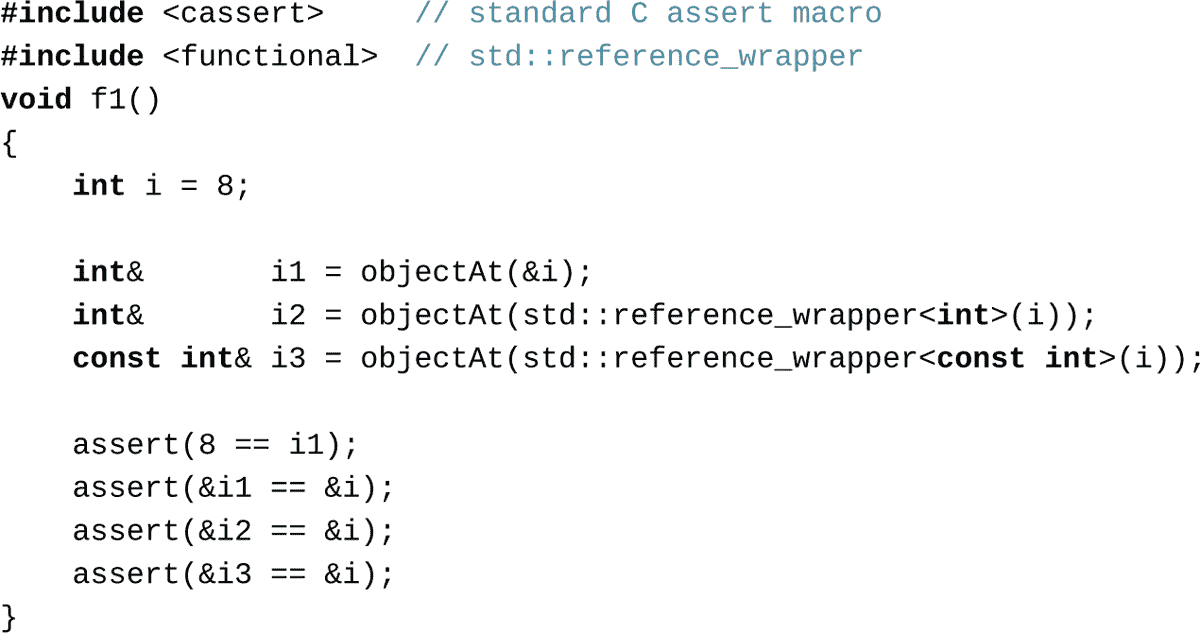 #include <cassert>     // standard C assert macro
#include <functional>  // std::reference_wrapper
void f1()
{
    int i = 8;

    int&       i1 = objectAt(&i);
    int&       i2 = objectAt(std::reference_wrapper<int>(i));
    const int& i3 = objectAt(std::reference_wrapper<const int>(i));

    assert(8 == i1);
    assert(&i1 == &i);
    assert(&i2 == &i);
    assert(&i3 == &i);
}